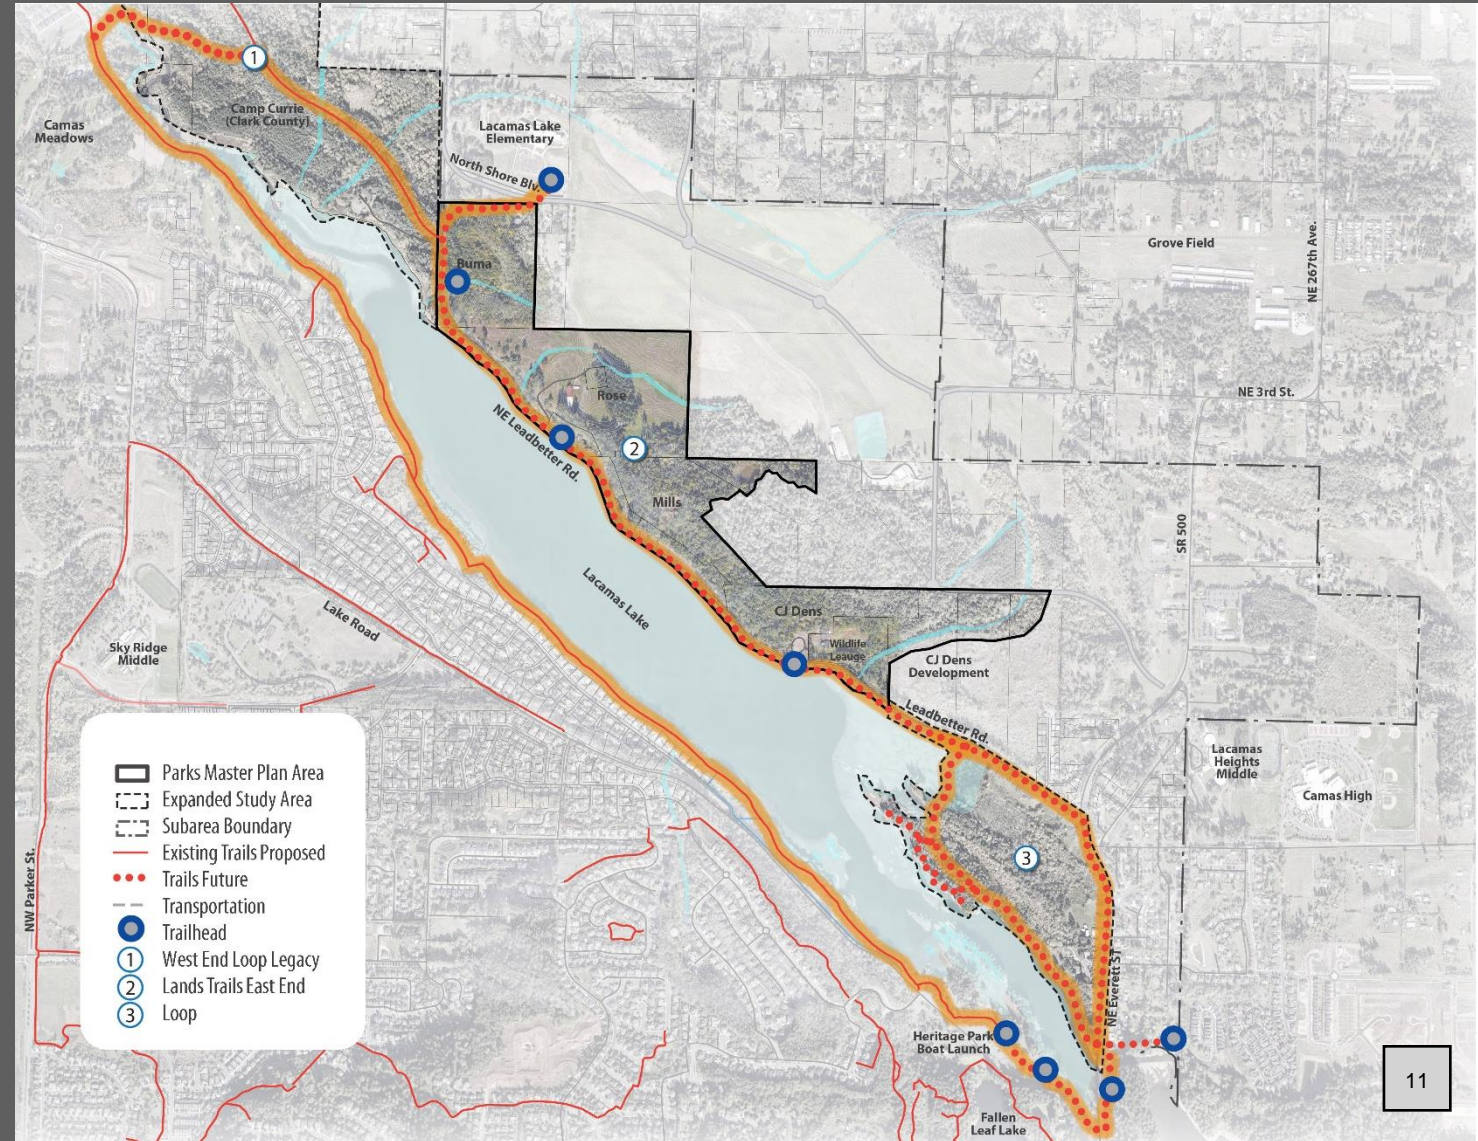 1
Camp Currie
(Clark County)
Camas
Meadows
Lacamas Lake
Elementary
North Shore Blv.
Buma
Grove Field
NE 267th Ave.
NE 3rd St.
Rose
NE Leadbetter Rd.
2
Mills
SR 500
Lacamas Lake
Lake Road
CJ Dens
Wildlife
Leauge
Sky Ridge
Middle
CJ Dens
Development
Leadbetter Rd.
Lacamas
Heights
Middle
Camas High
3
NW Parker St.
Parks Master Plan Area
Expanded Study Area
Subarea Boundary
Existing Trails Proposed
Trails Future
Transportation
Trailhead
1 West End Loop Legacy
2 Lands Trails East End
3 Loop
NE Everett ST
Heritage Park
Boat Launch
Fallen
Leaf Lake
11